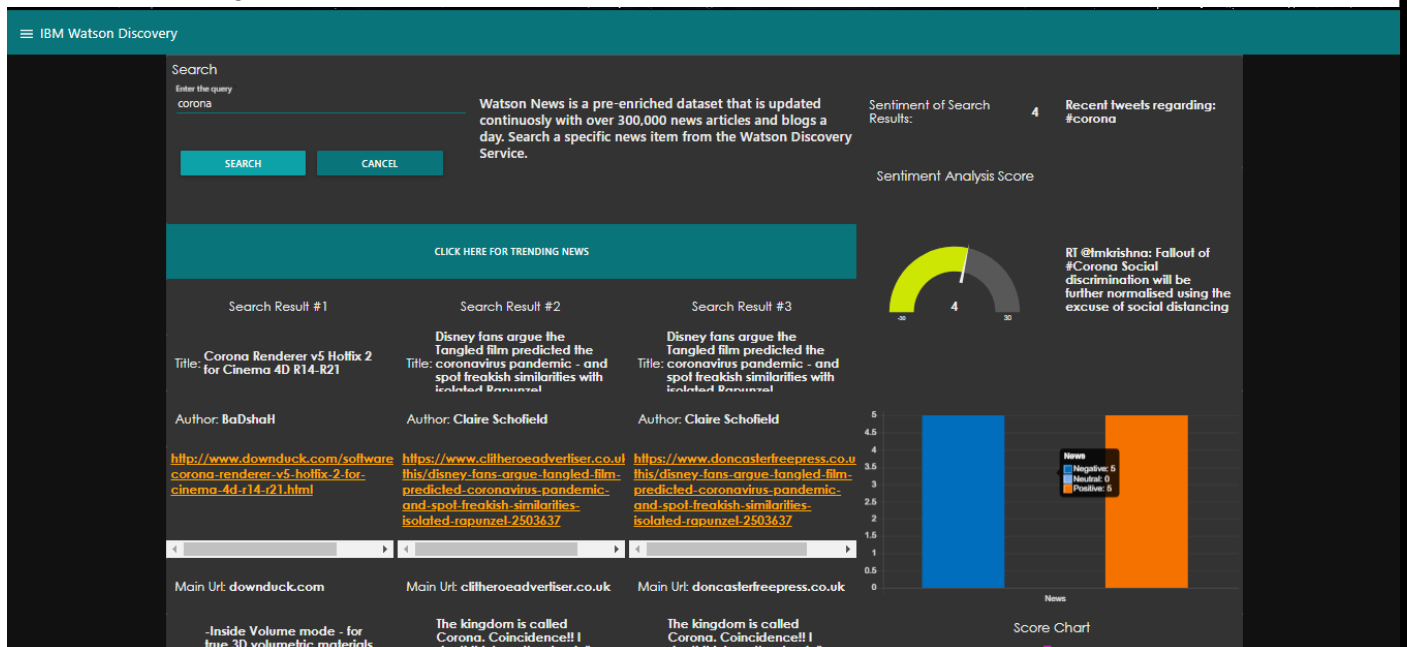 IBM Watson Discovery
Search
Enter the query
corona
SEARCH
CANCEL
Watson News is a pre-enriched dataset that is updated
continuosly with over 300,000 news articles and blogs a
day. Search a specific news item from the Watson Discovery
Service.
Sentiment of Search
Results:
4
Recent tweets regarding:
#corona
Sentiment Analysis Score
CLICK HERE FOR TRENDING NEWS
4
30
RT @tmkrishna: Fallout of
#Corona Social
discrimination will be
further normalised using the
excuse of social distancing
Search Result #1
Title: Corona Renderer v5 Hotfix 2
for Cinema 4D R14-R21
Author: BaDshaH
http://www.downduck.com/software
corona-renderer-v5-hotfix-2-for-
cinema-4d-r14-r21.html
Main Url: downduck.com
-Inside Volume mode - for
true 3D volumetric materials
Search Result #2
Disney fans argue the
Tangled film predicted the
Title: coronavirus pandemic - and
spot freakish similarities with
isolated Rapunzel
Author: Claire Schofield
https://www.clitheroeadvertiser.co.uk
this/disney-fans-argue-tangled-film-
predicted-coronavirus-pandemic-
and-spot-freakish-similarities-
isolated-rapunzel-2503637
Main Url: clitheroeadvertiser.co.uk
The kingdom is called
Corona. Coincidence!! I
Search Result #3
Disney fans argue the
Tangled film predicted the
Title: coronavirus pandemic - and
spot freakish similarities with
isolated Rapunzel
Author: Claire Schofield
https://www.doncasterfreepress.co.u
this/disney-fans-argue-tangled-film-
predicted-coronavirus-pandemic-
and-spot-freakish-similarities-
isolated-rapunzel-2503637
Main Url: doncasterfreepress.co.uk
The kingdom is called
Corona. Coincidence!! I
5
4.5
4
3.5
3
2.5
2
1.5
1
0.5
0
News
Negative: 5
Neutral: 0
Positive: 5
News
Score Chart